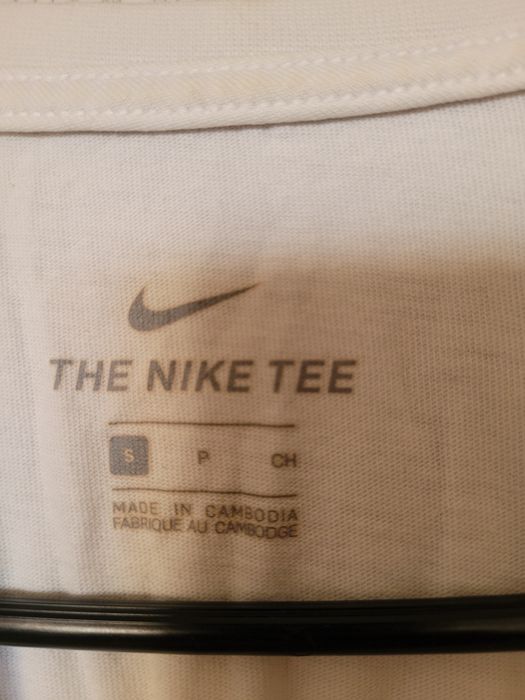 THE NIKE TEE
S P CH
MADE IN CAMBODIA
FABRIQUE AU CAMBODGE